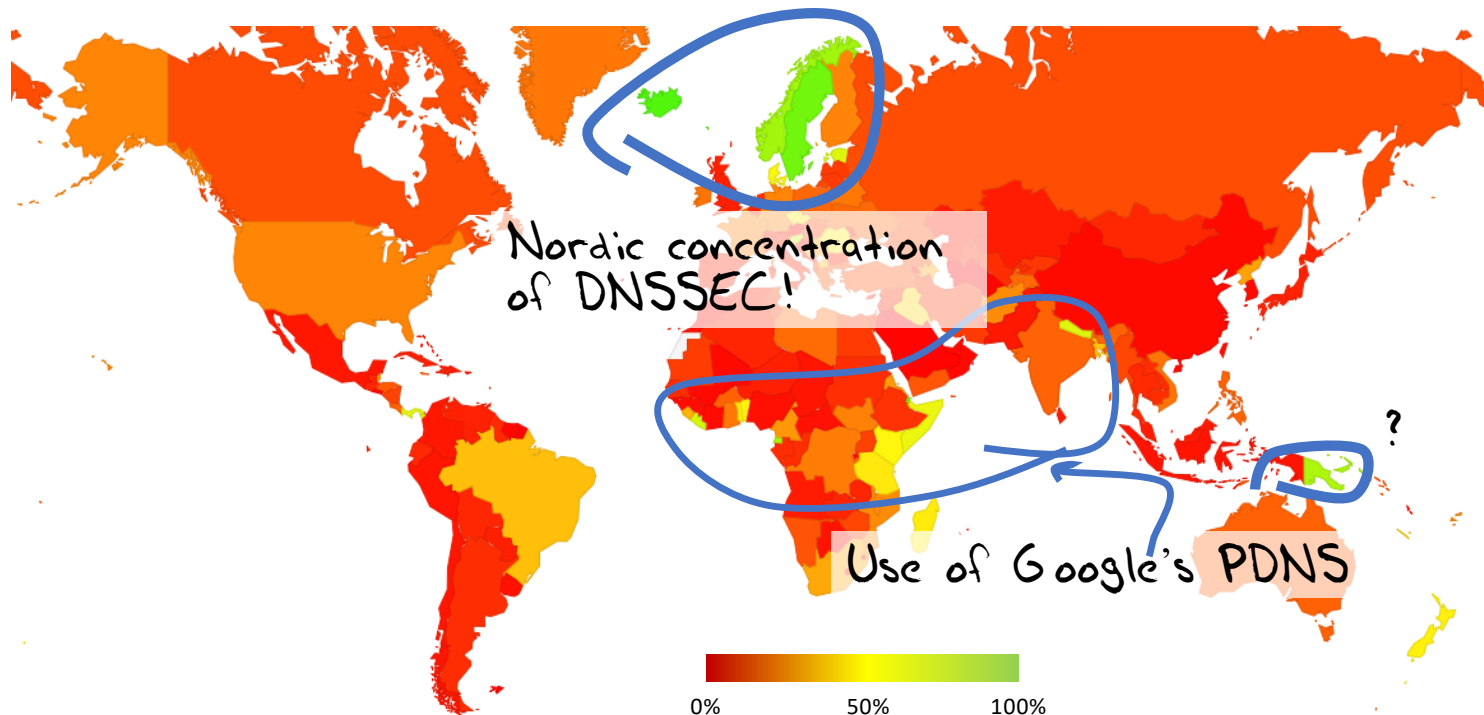 Nordic concentration
of DNSSEC!
?
Use of Google's PDNS
0%
50%
100%